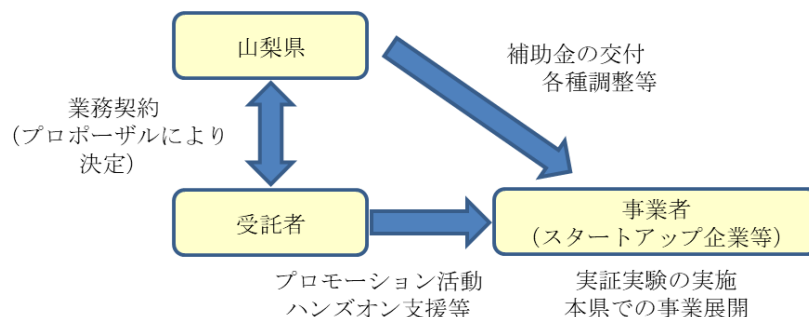 山梨県
補助金の交付
各種調整等
業務契約
（プロポーザルにより
決定）
受託者
事業者
（スタートアップ企業等）
プロモーション活動
ハンズオン支援等
実証実験の実施
本県での事業展開